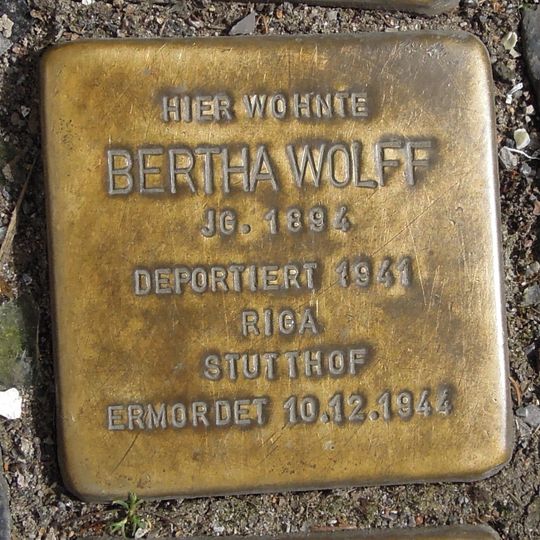 HIER WOHNTE
BERTHA WOLFF
JG. 1894
DEPORTIERT 1941
RIGA
STUTTHOF
ERMORDET 10.12.1944